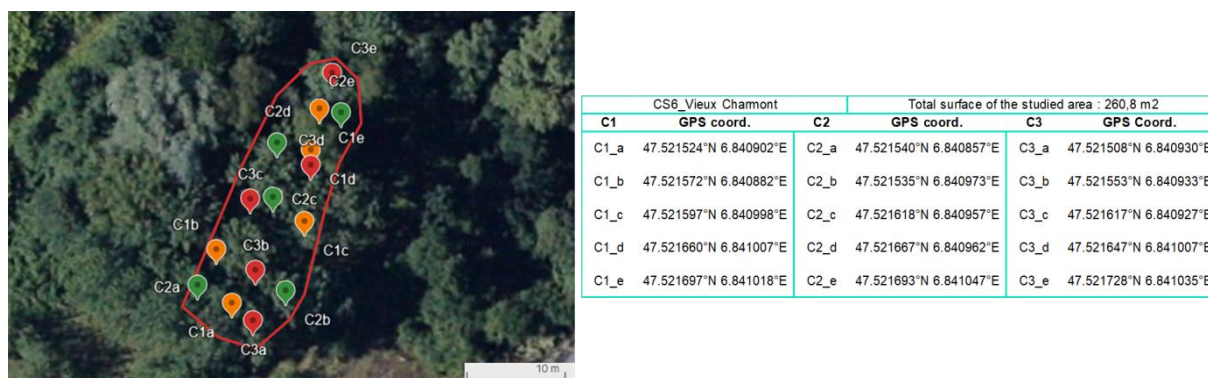 C3e
C2e
C2d
C1e
C3d
C1d
C3c
C2c
C1b
C1c
C3b
C2a
C2b
C1a
C3a
10 m
CS6_Vieux Charmont Total surface of the studied area : 260,8 m2
C1 GPS coord. C2 GPS coord. C3 GPS Coord.
C1_a 47.521524°N 6.840902°E C2_a 47.521540°N 6.840857°E C3_a 47.521508°N 6.840930°E
C1_b 47.521572°N 6.840882°E C2_b 47.521535°N 6.840973°E C3_b 47.521553°N 6.840933°E
C1_c 47.521597°N 6.840998°E C2_c 47.521618°N 6.840957°E C3_c 47.521617°N 6.840927°E
C1_d 47.521660°N 6.841007°E C2_d 47.521667°N 6.840962°E C3_d 47.521647°N 6.841007°E
C1_e 47.521697°N 6.841018°E C2_e 47.521693°N 6.841047°E C3_e 47.521728°N 6.841035°E